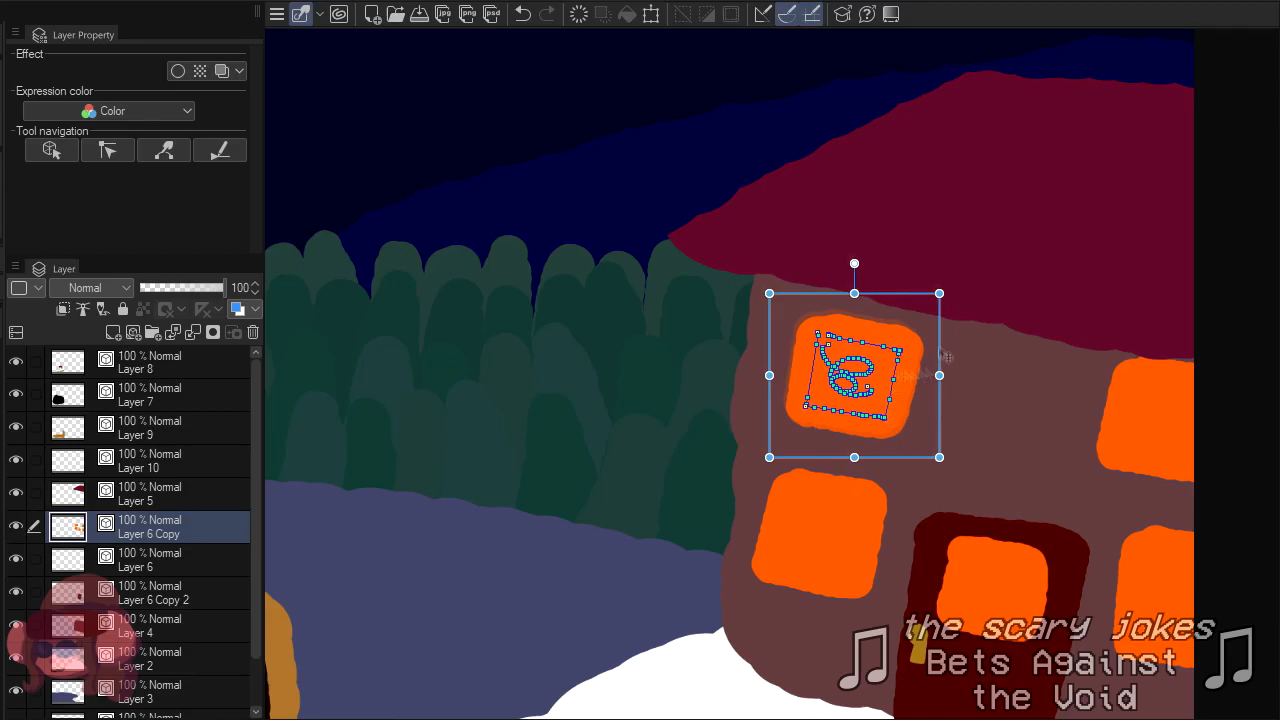 Layer Property
Effect
Expression color
Color
Tool navigation
Layer
Normal
100
100 % Normal
Layer 8
100 % Normal
Layer 7
100 % Normal
Layer 9
100 % Normal
Layer 10
100 % Normal
Layer 5
100 % Normal
Layer 6 Copy
100 % Normal
Layer 6
100 % Normal
Layer 6 Copy 2
100 % Normal
Layer 4
100 % Normal
Layer 2
100 % Normal
Layer 3
the scary jokes
Bets Against
the Void